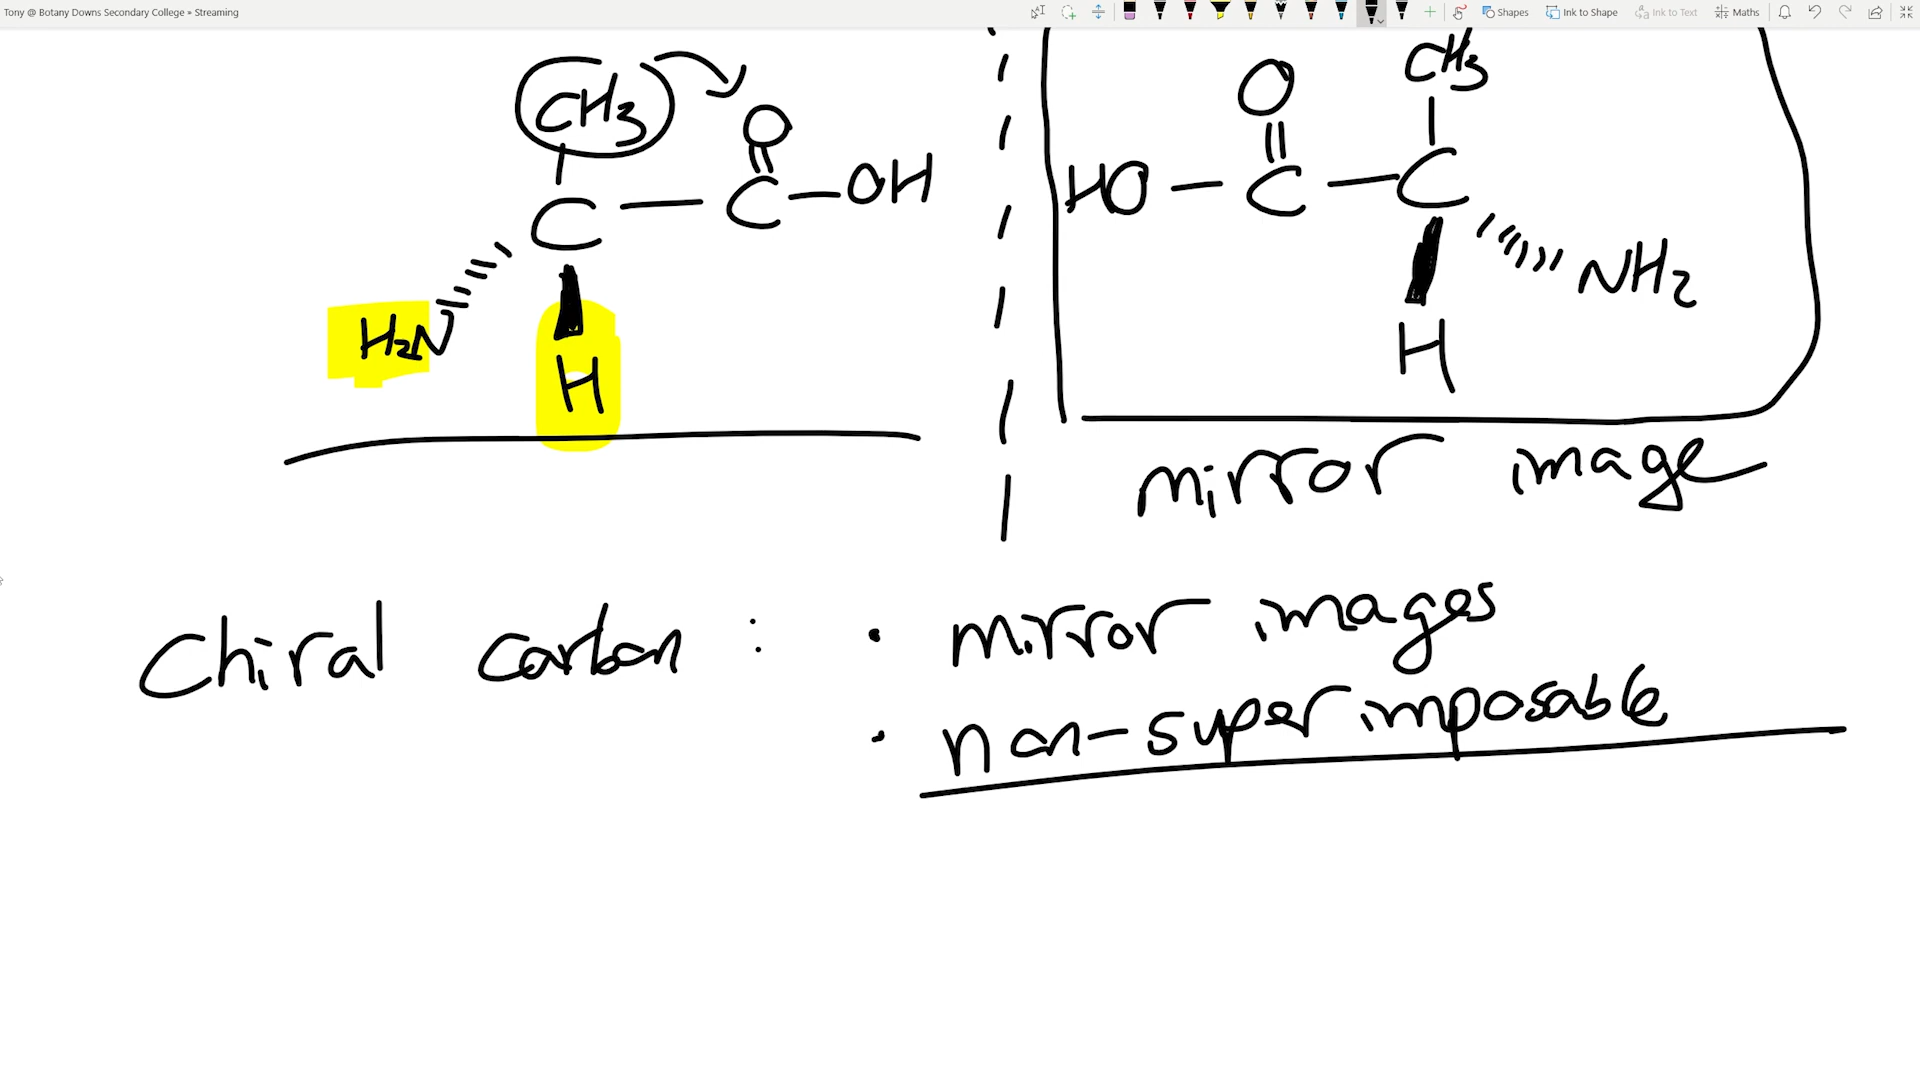 Tony @ Botany Downs Secondary College » Streaming
Shapes
Ink to Shape
Ink to Text
Maths
CH3
O
C — C — OH
H2N
H
CH3
O
HO — C — C
NH2
H
mirror image
Chiral carbon : • mirror images
• non-superimposable